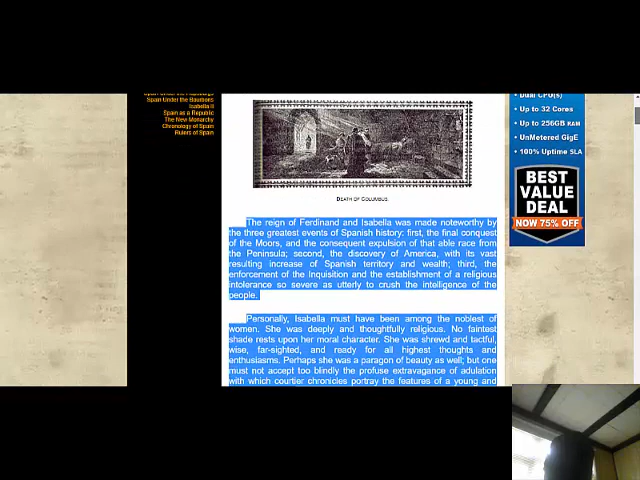 Isabella II
Spain Under the Bourbons
Spain as a Republic
The New Monarchy
Chronology of Spain
Rulers of Spain
DEATH OF COLUMBUS.
The reign of Ferdinand and Isabella was made noteworthy by
the three greatest events of Spanish history: first, the final conquest
of the Moors, and the consequent expulsion of that able race from
the Peninsula; second, the discovery of America, with its vast
resulting increase of Spanish territory and wealth; third, the
enforcement of the Inquisition and the establishment of a religious
intolerance so severe as utterly to crush the intelligence of the
people.
Personally, Isabella must have been among the noblest of
women. She was deeply and thoughtfully religious. No faintest
shade rests upon her moral character. She was shrewd and tactful,
wise, far-sighted, and ready for all highest thoughts and
enthusiasms. Perhaps she was a paragon of beauty as well; but one
must not accept too blindly the profuse extravagance of adulation
with which courtier chronicles portray the features of a young and
• Dual CPU(s)
• Up to 32 Cores
• Up to 256GB RAM
• UnMetered GigE
• 100% Uptime SLA
BEST
VALUE
DEAL
NOW 75% OFF